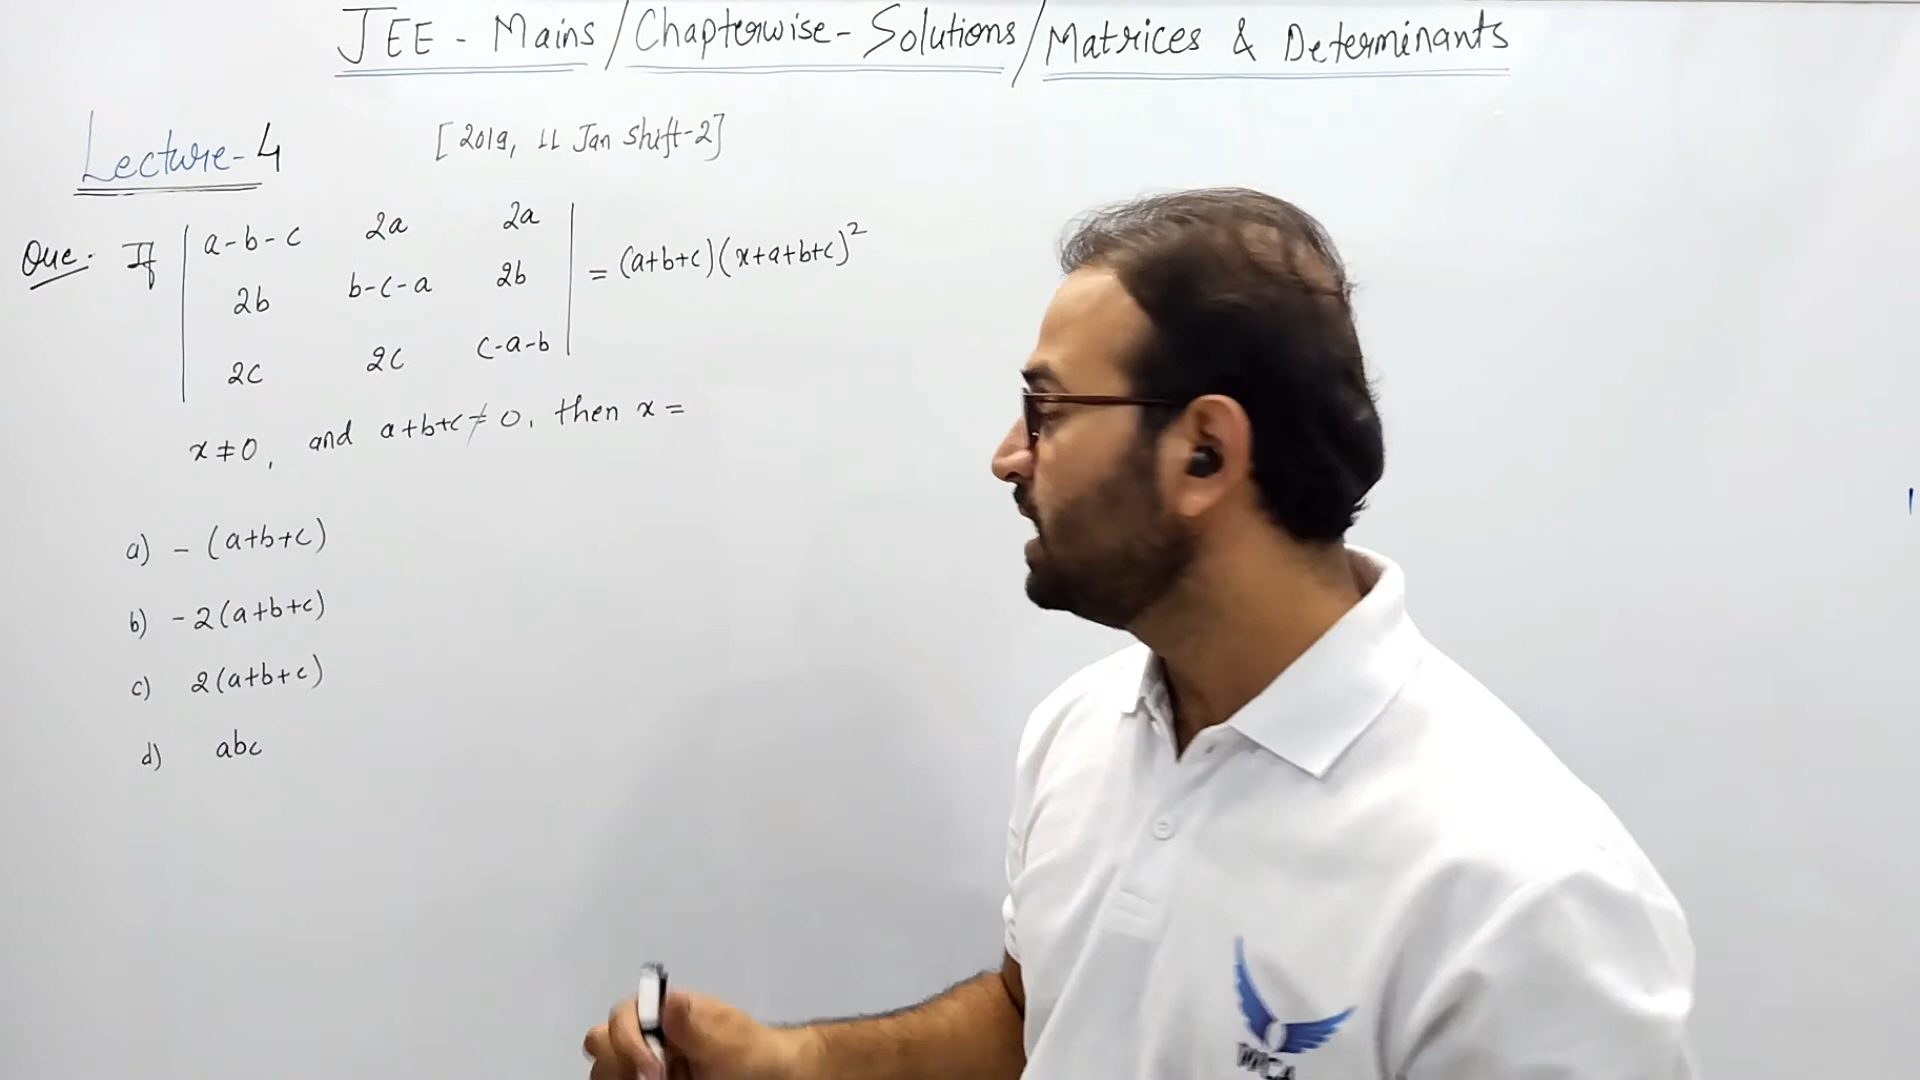 JEE - Mains / Chapterwise - Solutions / Matrices & Determinants
Lecture-4
[2019, 11 Jan Shift-2]
Que. If | a-b-c 2a 2a |
| 2b b-c-a 2b | = (a+b+c)(x+a+b+c)²
| 2c 2c c-a-b |
x≠0, and a+b+c≠0, then x =
a) -(a+b+c)
b) -2(a+b+c)
c) 2(a+b+c)
d) abc